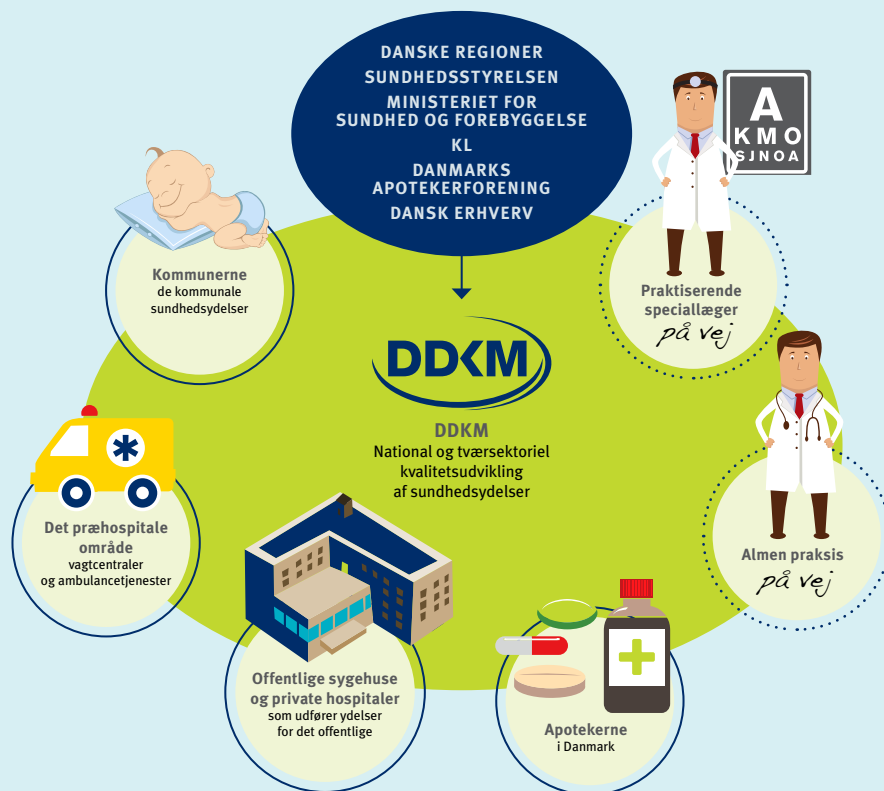 DANSKE REGIONER
SUNDHEDSSTYRELSEN
MINISTERIET FOR
SUNDHED OG FOREBYGGELSE
KL
DANMARKS
APOTEKERFORENING
DANSK ERHVERV
A
KMO
SJNOA
Kommunerne
de kommunale
sundhedsydelser
Praktiserende
speciallæger
på vej
DDKM
DDKM
National og tværsektoriel
kvalitetsudvikling
af sundhedsydelser
Det præhospitale
område
vagtcentraler
og ambulancetjenester
Almen praksis
på vej
Offentlige sygehuse
og private hospitaler
som udfører ydelser
for det offentlige
Apotekerne
i Danmark